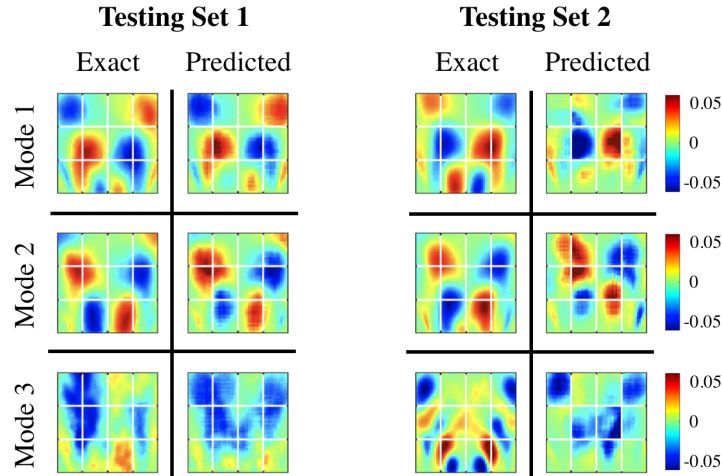 Testing Set 1 Testing Set 2
Exact Predicted Exact Predicted
Mode 1
0.05
0
-0.05
Mode 2
0.05
0
-0.05
Mode 3
0.05
0
-0.05